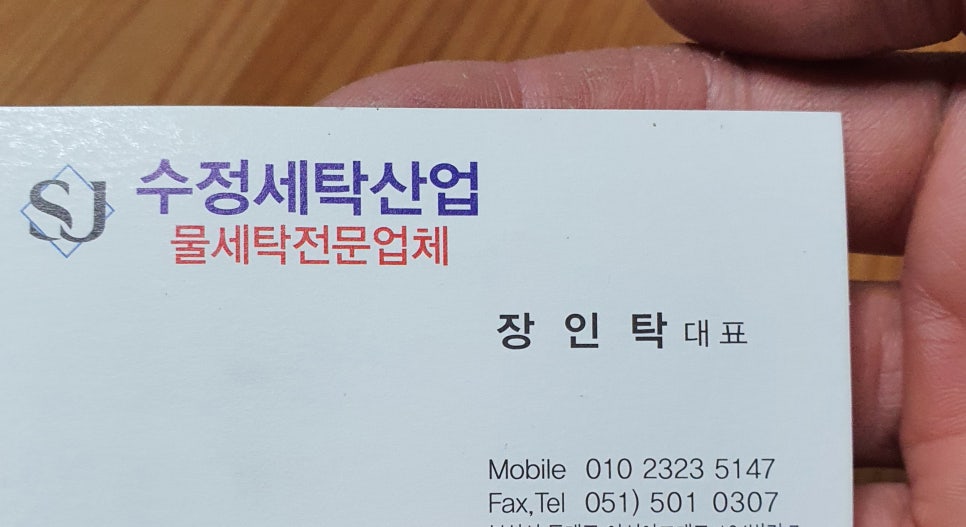 SJ
수정세탁산업
물세탁전문업체
장 인 탁 대표
Mobile 010 2323 5147
Fax,Tel 051) 501 0307